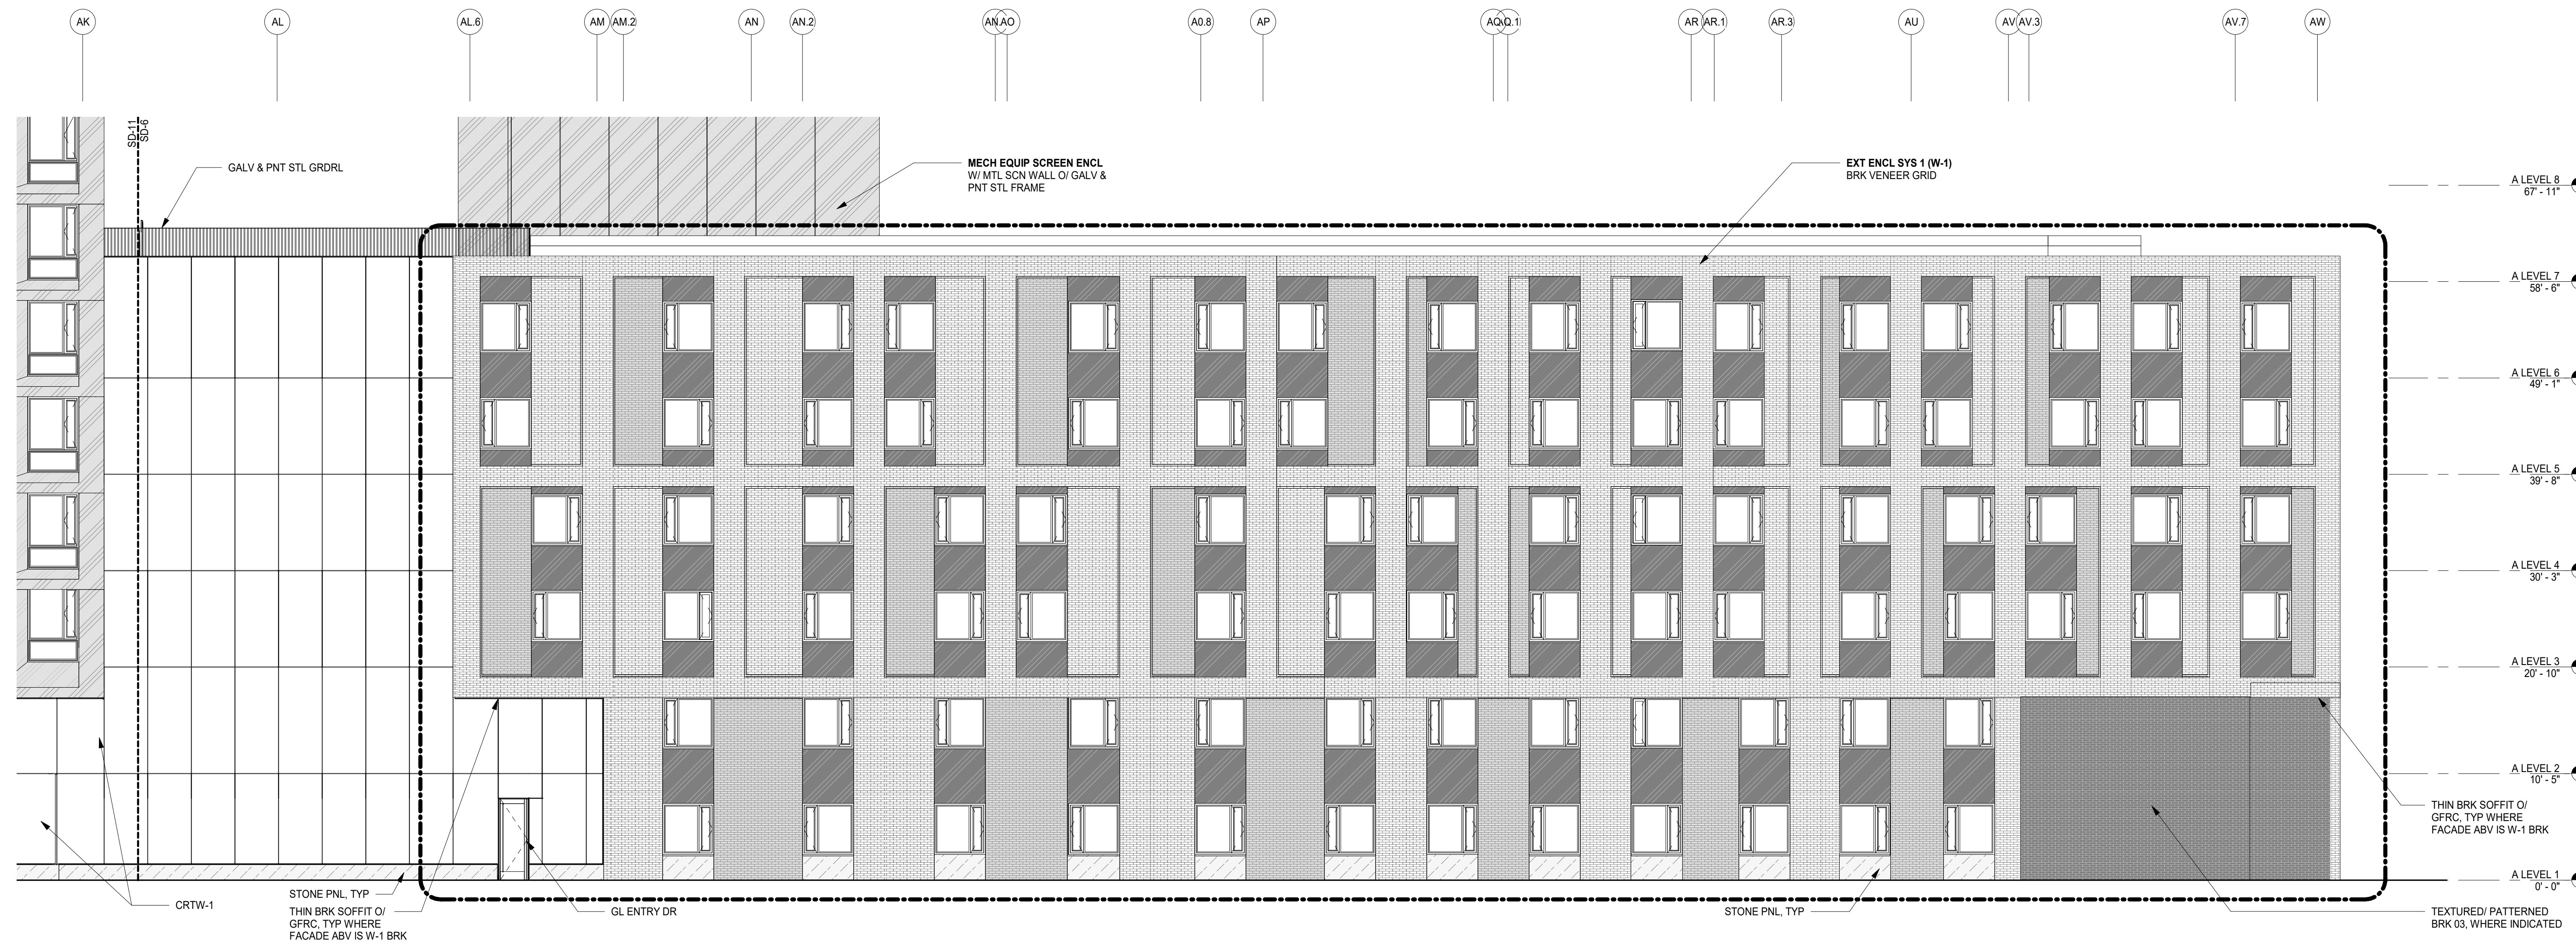 AK
AL
AL.6
AM
AM.2
AN
AN.2
AO
A0.8
AP
AR
AR.1
AR.3
AU
AV
AV.3
AV.7
AW
SD-11
SD-6
GALV & PNT STL GRDRL
MECH EQUIP SCREEN ENCL
W/ MTL SCN WALL O/ GALV &
PNT STL FRAME
EXT ENCL SYS 1 (W-1)
BRK VENEER GRID
A LEVEL 8
67' - 11"
A LEVEL 7
58' - 6"
A LEVEL 6
49' - 1"
A LEVEL 5
39' - 8"
A LEVEL 4
30' - 3"
A LEVEL 3
20' - 10"
A LEVEL 2
10' - 5"
THIN BRK SOFFIT O/
GFRC, TYP WHERE
FACADE ABV IS W-1 BRK
A LEVEL 1
0' - 0"
STONE PNL, TYP
CRTW-1
THIN BRK SOFFIT O/
GFRC, TYP WHERE
FACADE ABV IS W-1 BRK
GL ENTRY DR
STONE PNL, TYP
TEXTURED/ PATTERNED
BRK 03, WHERE INDICATED